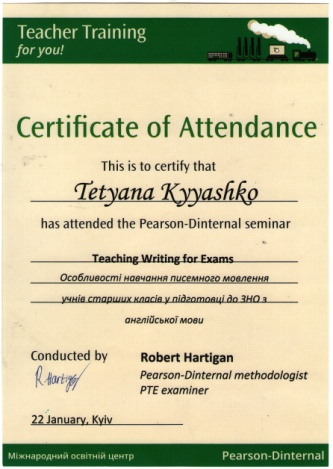 Teacher Training
for you!
Certificate of Attendance
This is to certify that
Tetyana Kyyashko
has attended the Pearson-Dinternal seminar
Teaching Writing for Exams
Особливості навчання писемного мовлення
учнів старших класів у підготовці до ЗНО з
англійської мови
Conducted by
Robert Hartigan
R. Hartigan
Pearson-Dinternal methodologist
PTE examiner
22 January, Kyiv
Міжнародний освітній центр
Pearson-Dinternal